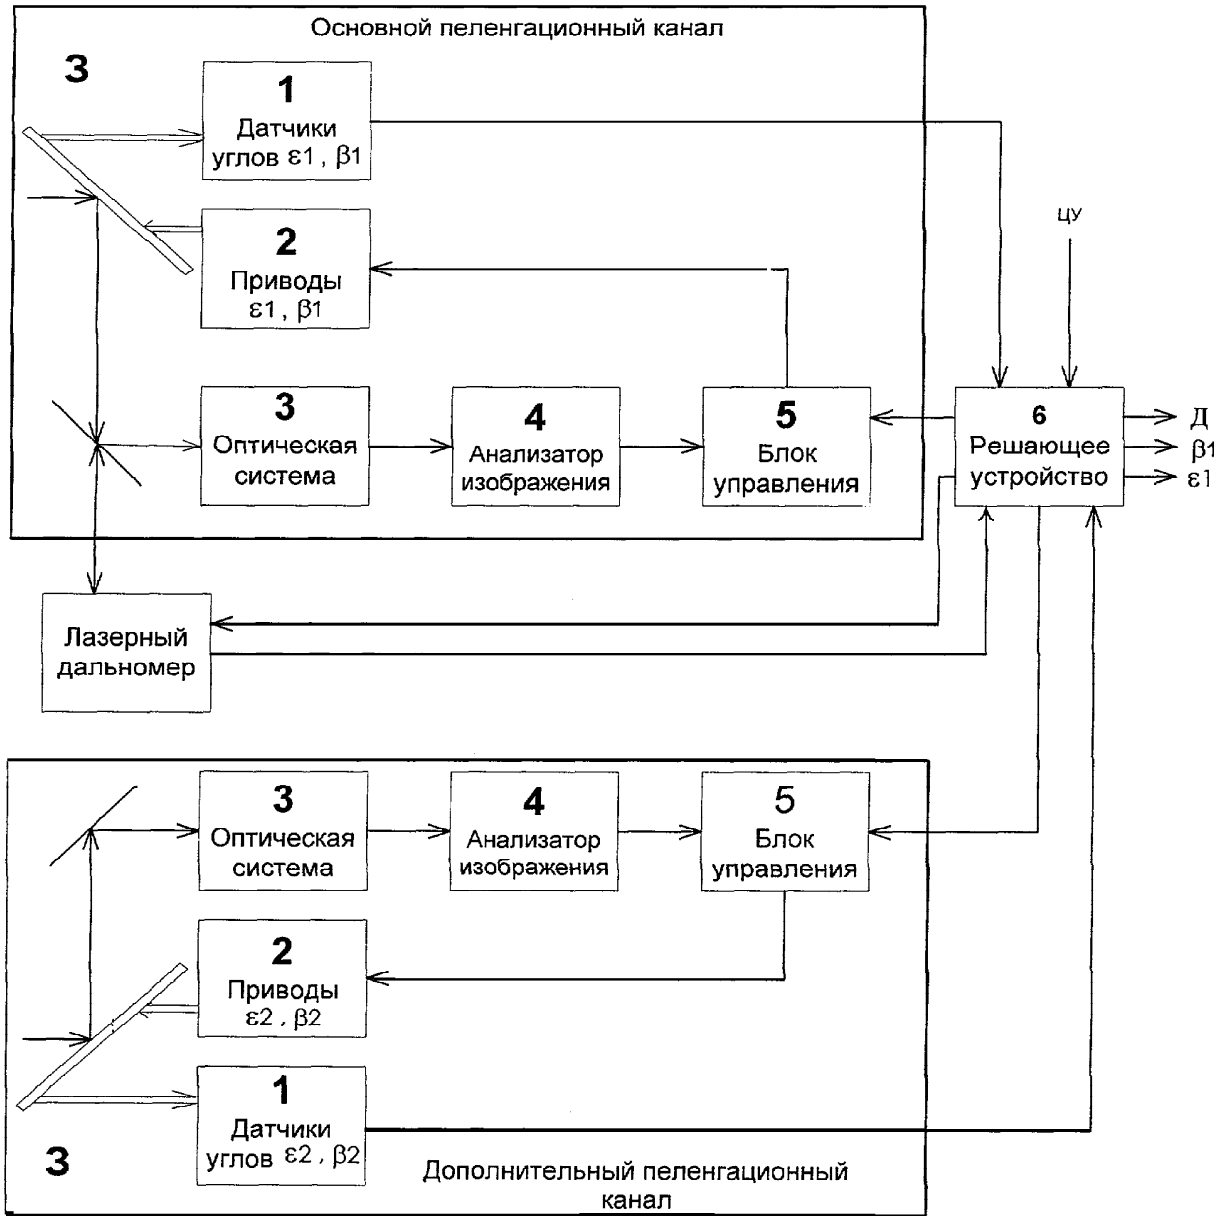 Основной пеленгационный канал
З
1
Датчики
углов ε1, β1
2
Приводы
ε1, β1
3
Оптическая
система
4
Анализатор
изображения
5
Блок
управления
ЦУ
6
Решающее
устройство
Д
β1
ε1
Лазерный
дальномер
3
Оптическая
система
4
Анализатор
изображения
5
Блок
управления
2
Приводы
ε2, β2
1
Датчики
углов ε2, β2
З
Дополнительный пеленгационный
канал